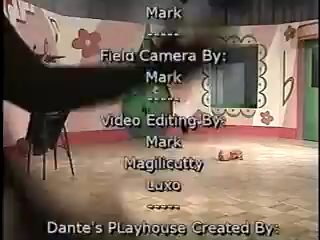 Mark
-----
Field Camera By:
Mark
-----
Video Editing By:
Mark
Magilicutty
Luxo
-----
Dante's PLayhouse Created By: